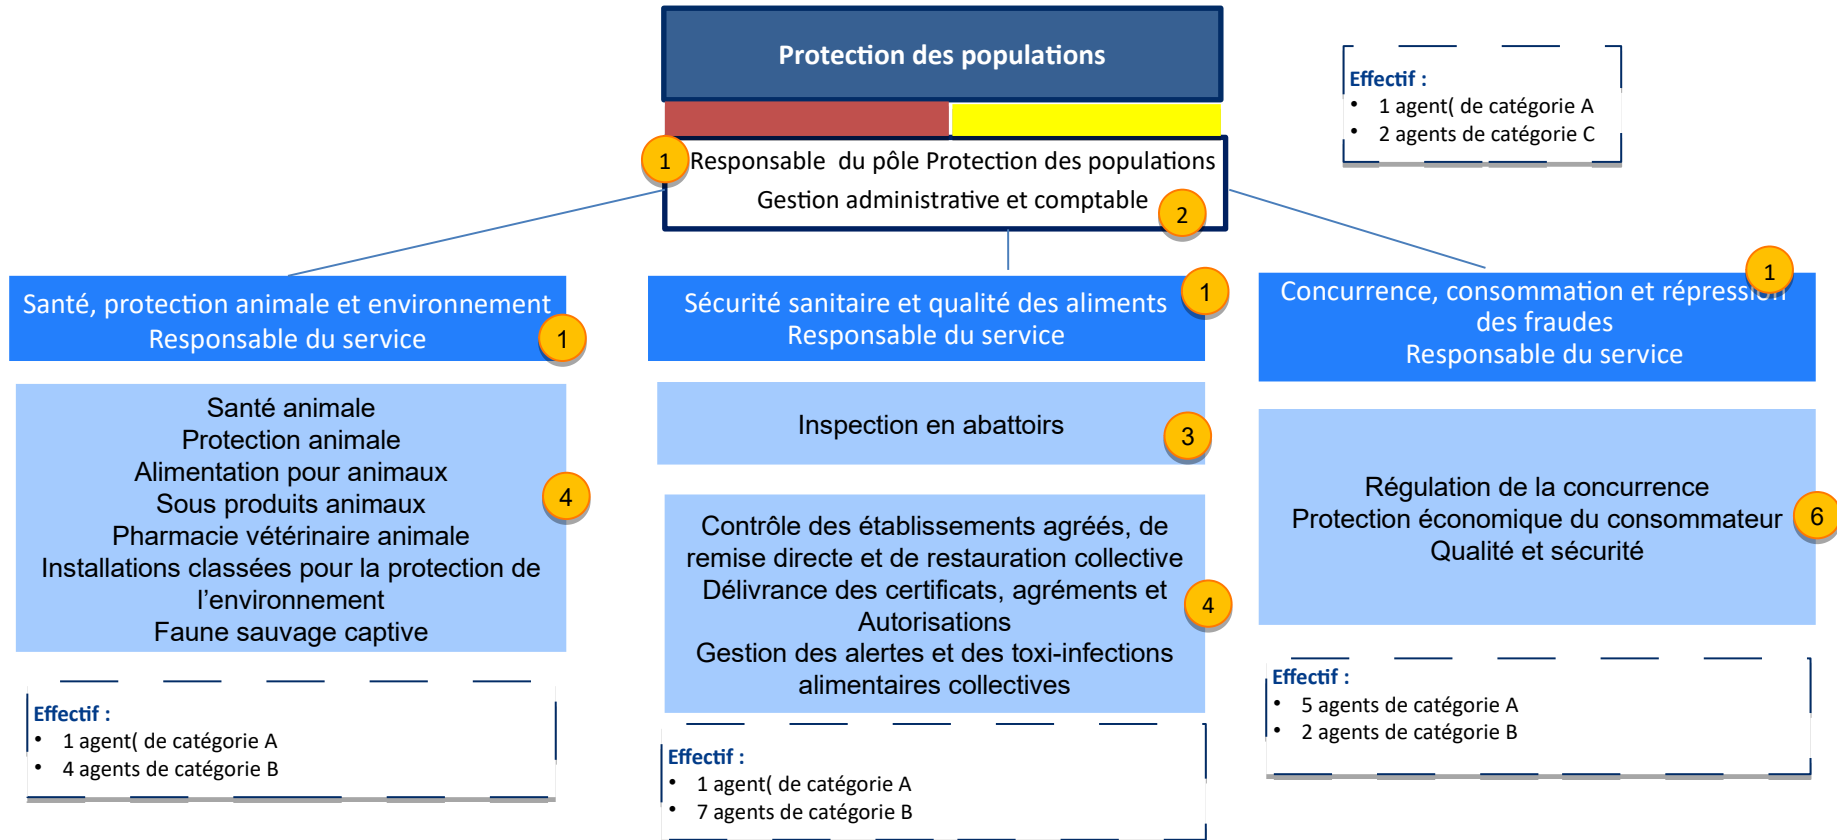 Protection des populations
Effectif :
• 1 agent( de catégorie A
• 2 agents de catégorie C
1
Responsable du pôle Protection des populations
Gestion administrative et comptable
2
Santé, protection animale et environnement
Responsable du service
1
Santé animale
Protection animale
Alimentation pour animaux
Sous produits animaux
Pharmacie vétérinaire animale
Installations classées pour la protection de
l’environnement
Faune sauvage captive
4
Effectif :
• 1 agent( de catégorie A
• 4 agents de catégorie B
Sécurité sanitaire et qualité des aliments
Responsable du service
1
Inspection en abattoirs
3
Contrôle des établissements agréés, de
remise directe et de restauration collective
Délivrance des certificats, agréments et
Autorisations
Gestion des alertes et des toxi-infections
alimentaires collectives
4
Effectif :
• 1 agent( de catégorie A
• 7 agents de catégorie B
1
Concurrence, consommation et répression
des fraudes
Responsable du service
Régulation de la concurrence
Protection économique du consommateur
Qualité et sécurité
6
Effectif :
• 5 agents de catégorie A
• 2 agents de catégorie B